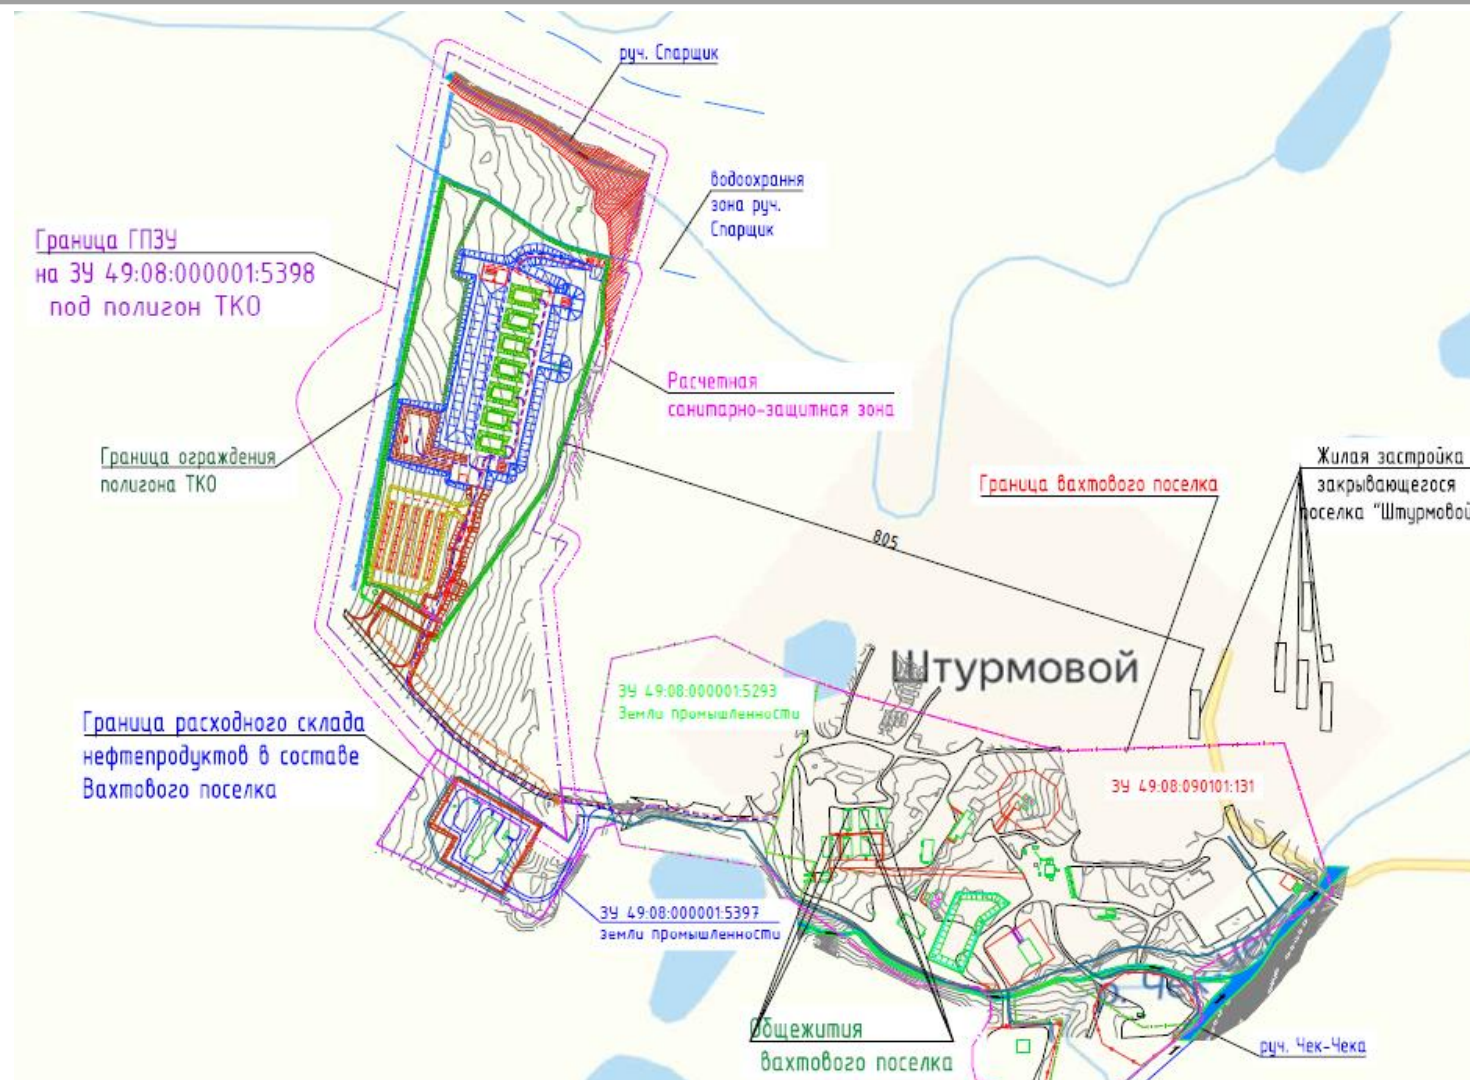 руч. Спарщик
водоохрання
зона руч.
Спарщик
Граница ГПЗУ
на ЗУ 49:08:000001:5398
под полигон ТКО
Расчетная
санитарно-защитная зона
Граница ограждения
полигона ТКО
Жилая застройка
закрывающегося
поселка "Штурмовой
Граница вахтового поселка
805
Штурмовой
ЗУ 49:08:000001:5293
Земли промышленности
Граница расходного склада
нефтепродуктов в составе
Вахтового поселка
ЗУ 49:08:090101:131
ЗУ 49:08:000001:5397
земли промышленности
Общежития
вахтового поселка
руч. Чек-Чека